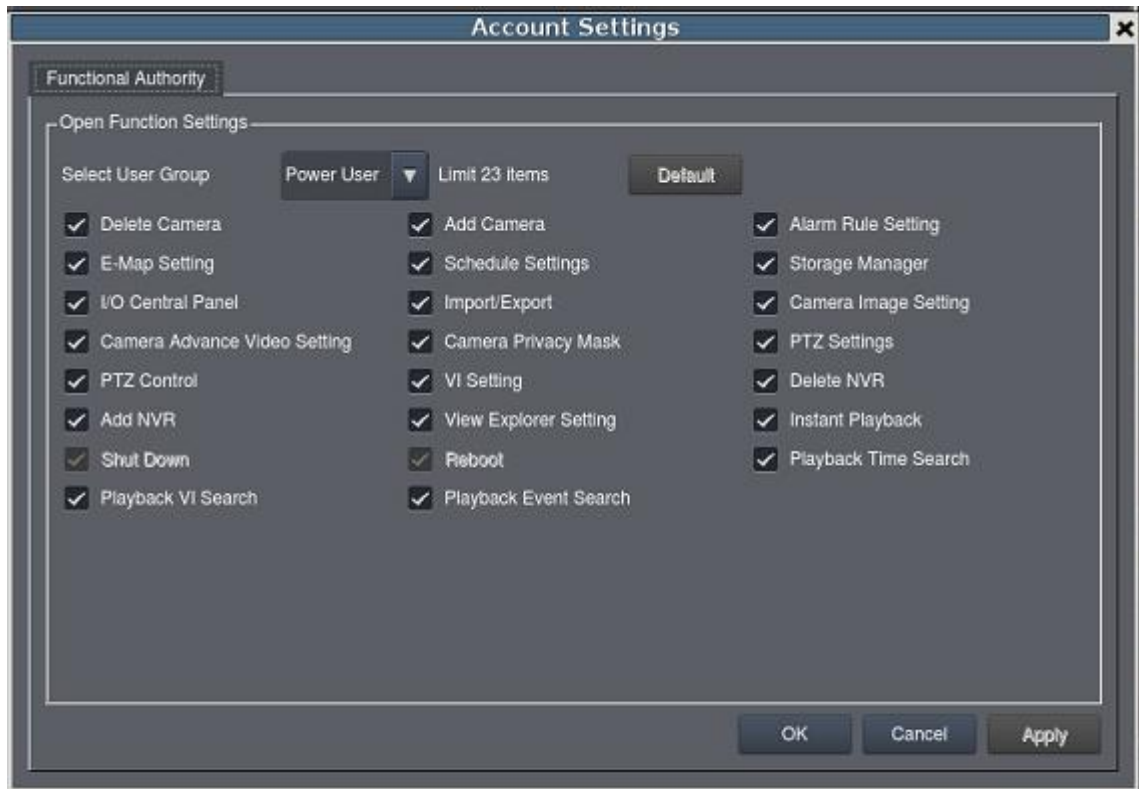 Account Settings
Functional Authority
Open Function Settings
Select User Group Power User Limit 23 items Default
Delete Camera Add Camera Alarm Rule Setting
E-Map Setting Schedule Settings Storage Manager
I/O Central Panel Import/Export Camera Image Setting
Camera Advance Video Setting Camera Privacy Mask PTZ Settings
PTZ Control VI Setting Delete NVR
Add NVR View Explorer Setting Instant Playback
Shut Down Reboot Playback Time Search
Playback VI Search Playback Event Search
OK Cancel Apply